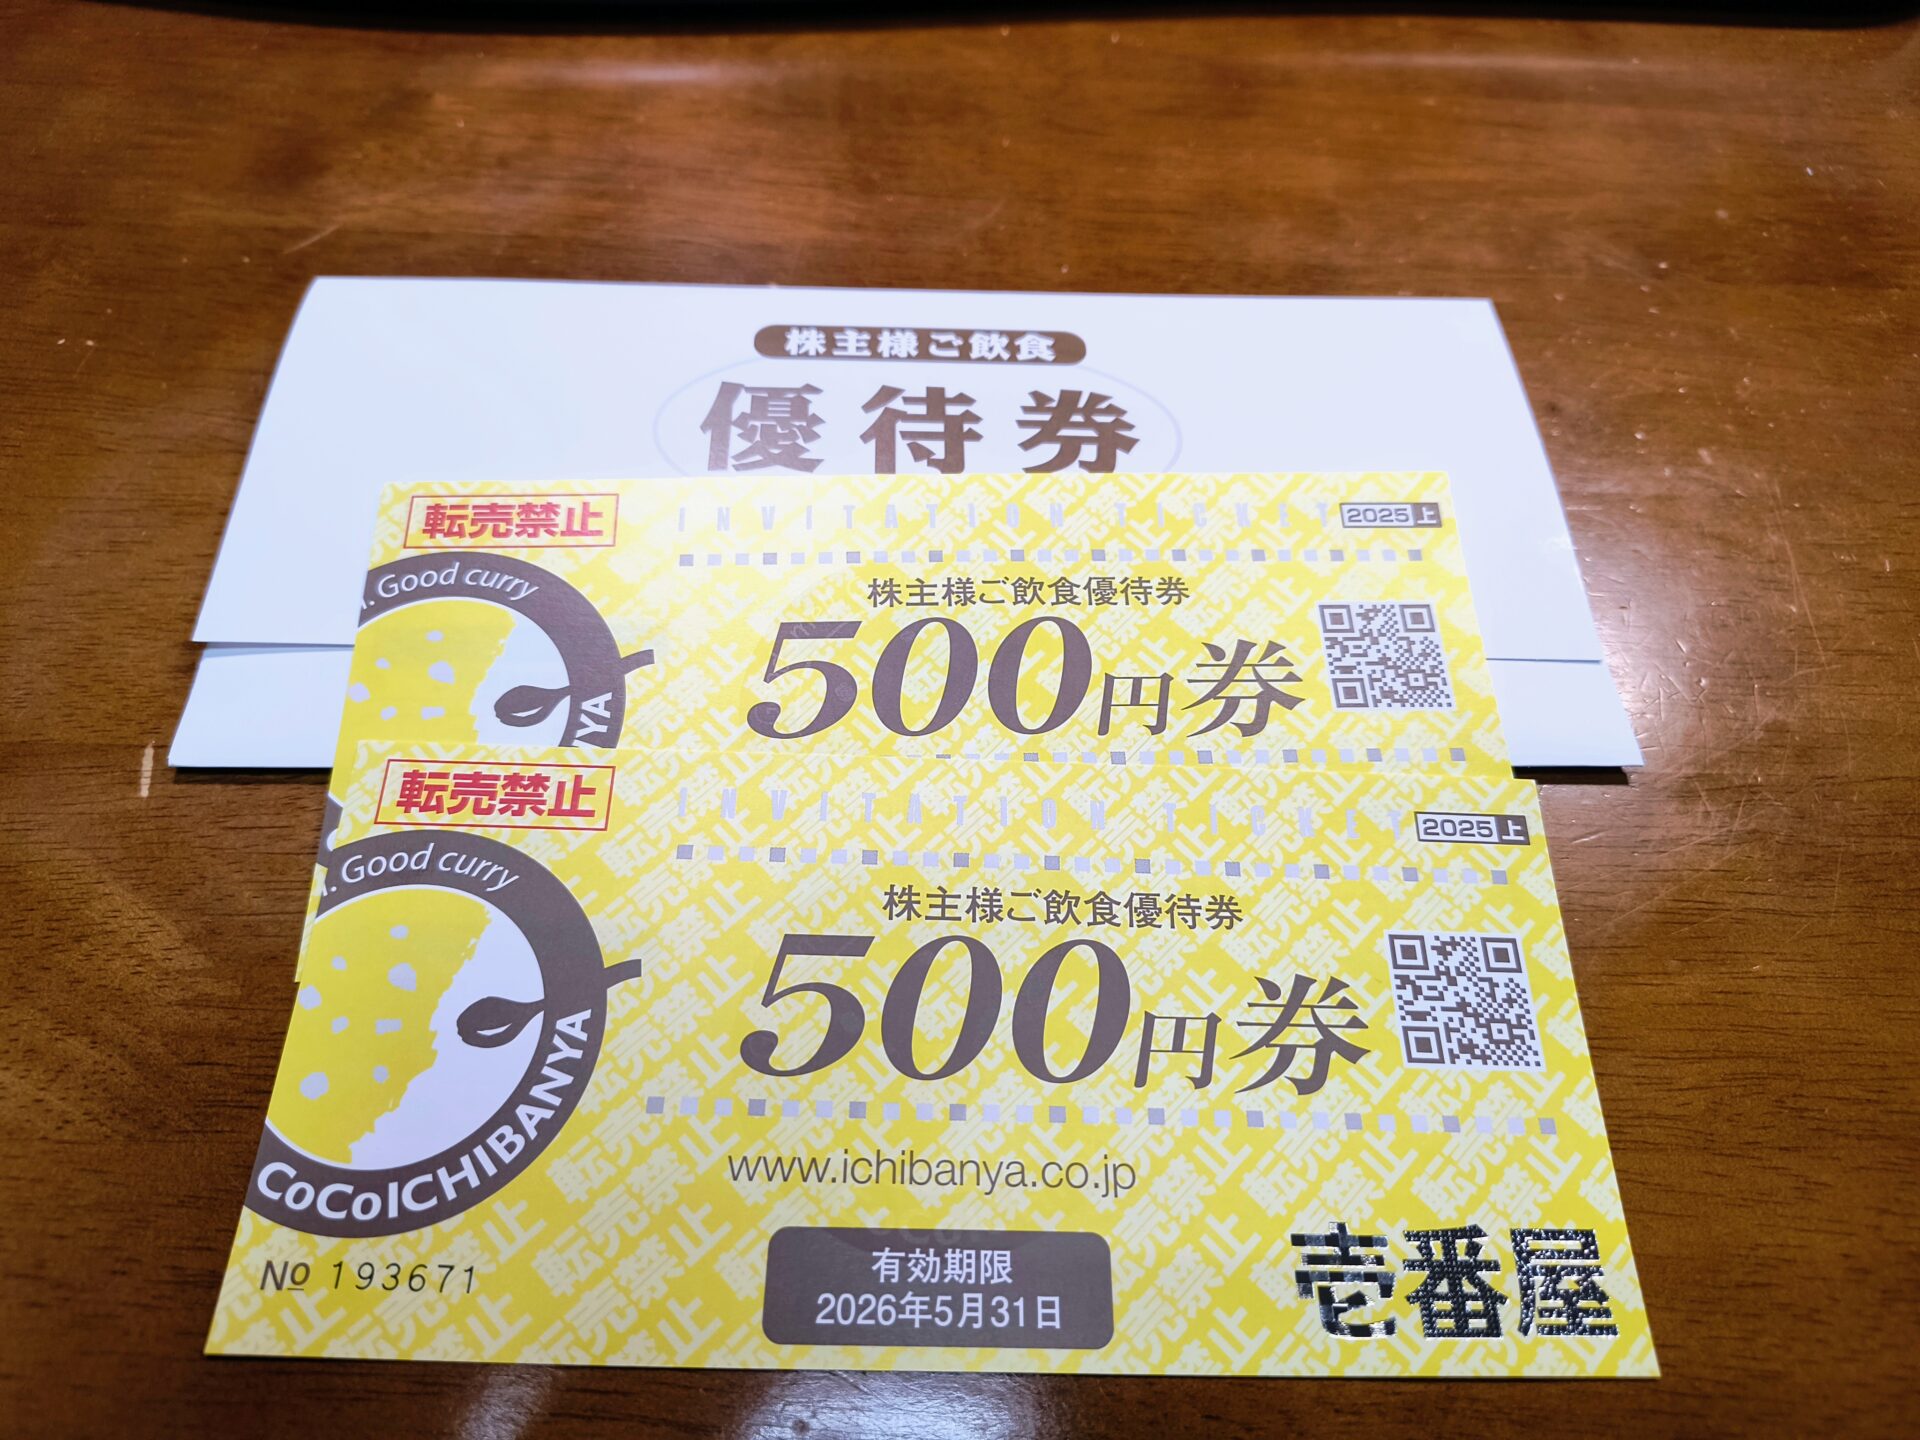 株主様ご飲食
優待券
転売禁止
INVITATION TICKET
2025上
Good curry
株主様ご飲食優待券
500円券
転売禁止
INVITATION TICKET
2025上
Good curry
株主様ご飲食優待券
500円券
CoCoICHIBANYA
www.ichibanya.co.jp
No 193671
有効期限
2026年5月31日
壱番屋